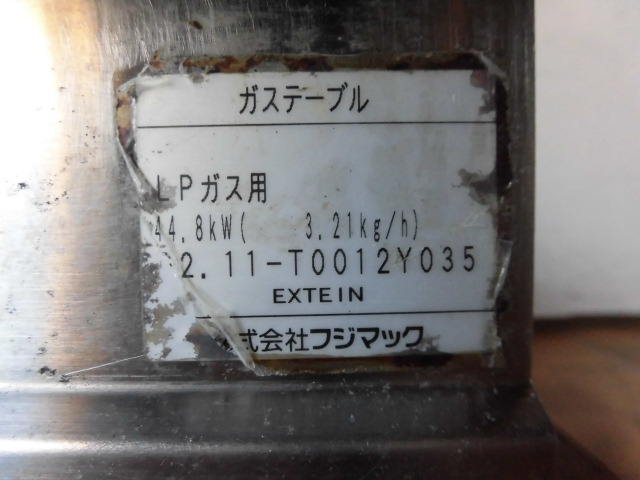 ガステーブル
LPガス用
44.8kW( 3.21kg/h)
2.11-T0012Y035
EXTEIN
式会社フジマック